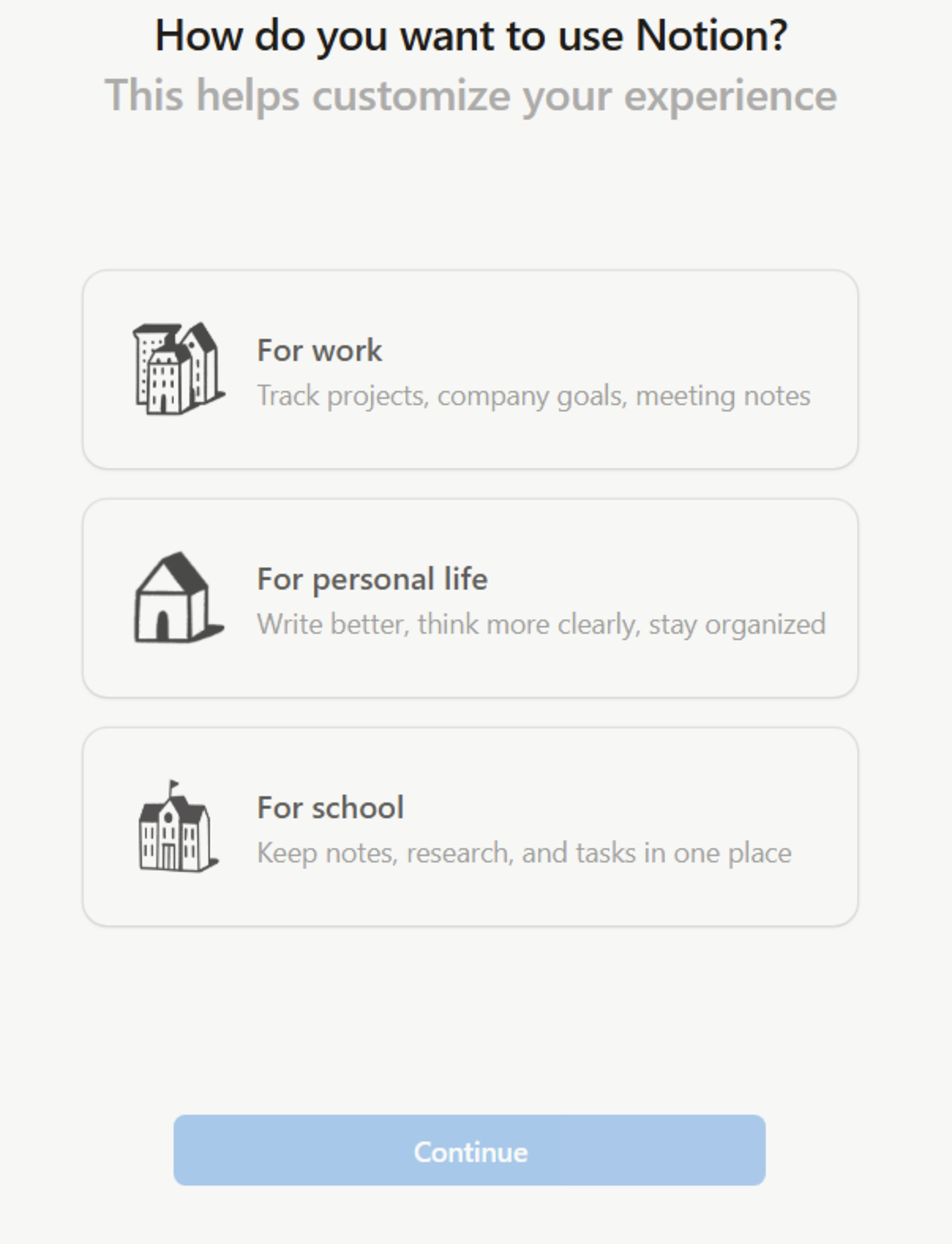 How do you want to use Notion?
This helps customize your experience
For work
Track projects, company goals, meeting notes
For personal life
Write better, think more clearly, stay organized
For school
Keep notes, research, and tasks in one place
Continue